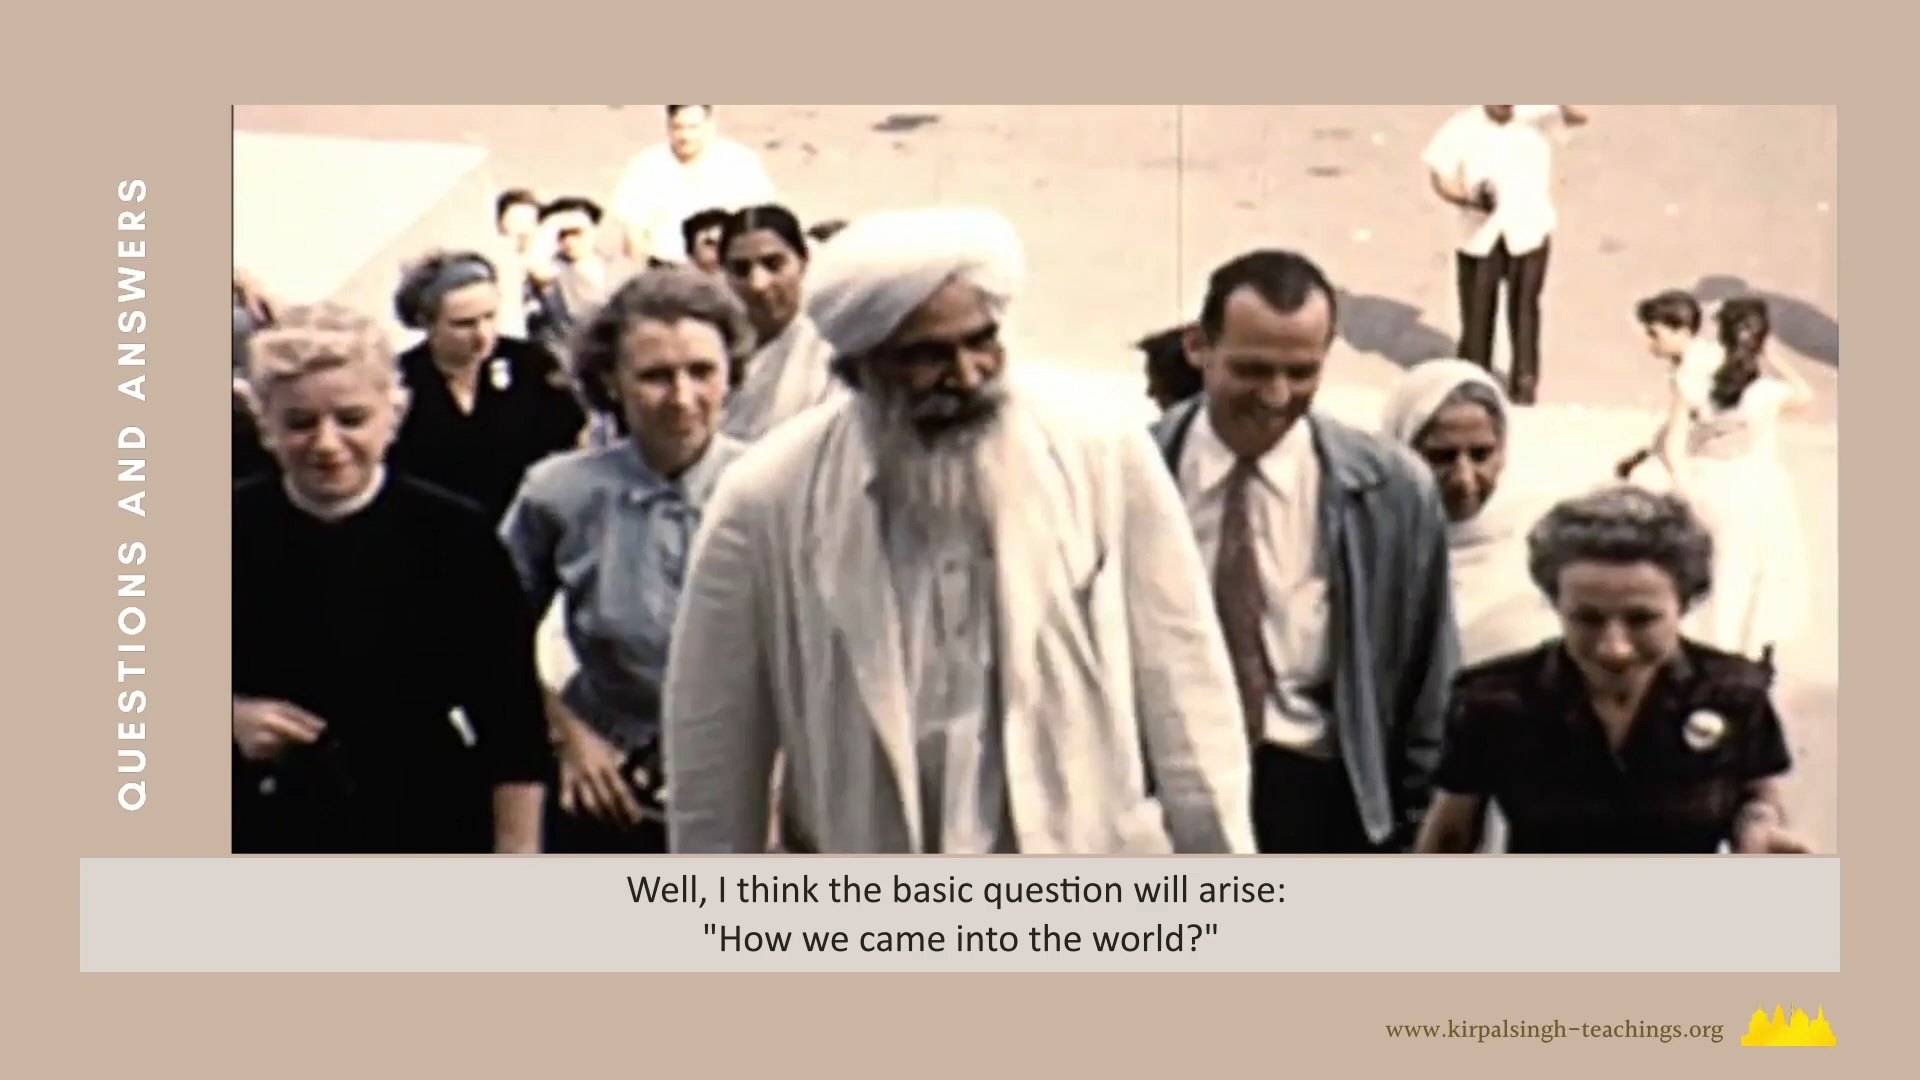 QUESTIONS AND ANSWERS
Well, I think the basic question will arise:
"How we came into the world?"
www.kirpalsingh-teachings.org